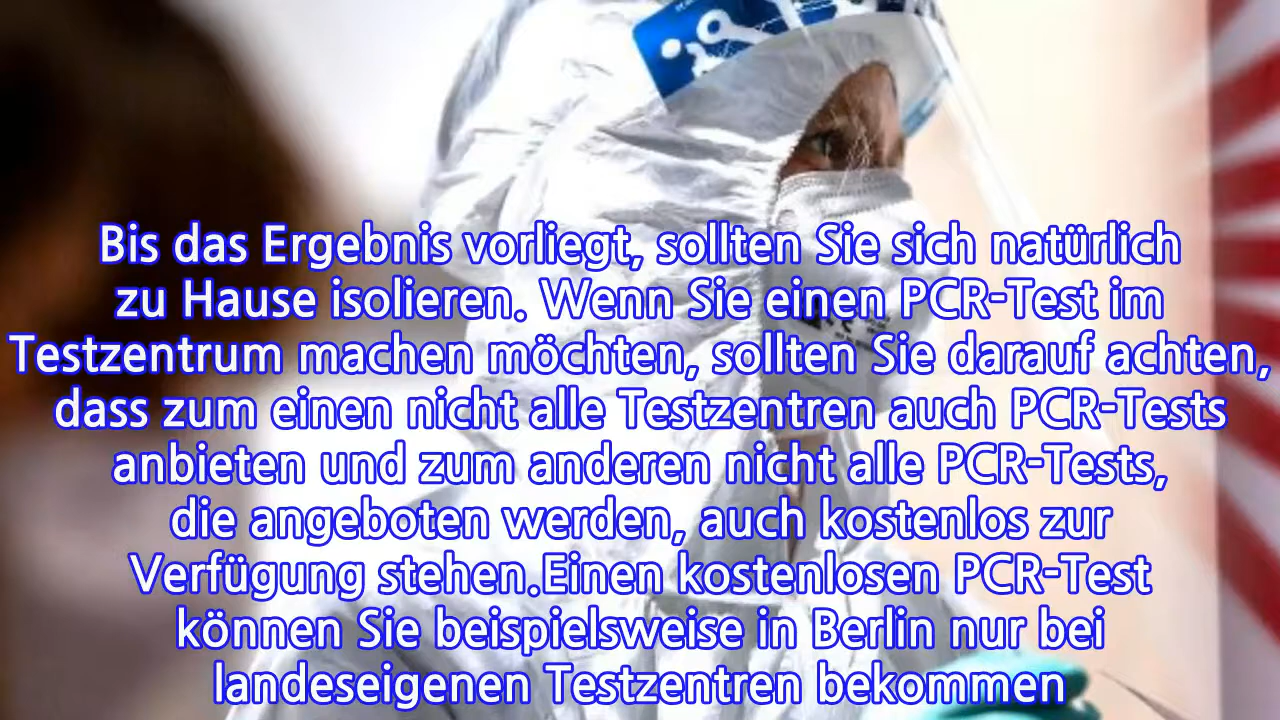 Bis das Ergebnis vorliegt, sollten Sie sich natürlich
zu Hause isolieren. Wenn Sie einen PCR-Test im
Testzentrum machen möchten, sollten Sie darauf achten,
dass zum einen nicht alle Testzentren auch PCR-Tests
anbieten und zum anderen nicht alle PCR-Tests,
die angeboten werden, auch kostenlos zur
Verfügung stehen.Einen kostenlosen PCR-Test
können Sie beispielsweise in Berlin nur bei
landeseigenen Testzentren bekommen